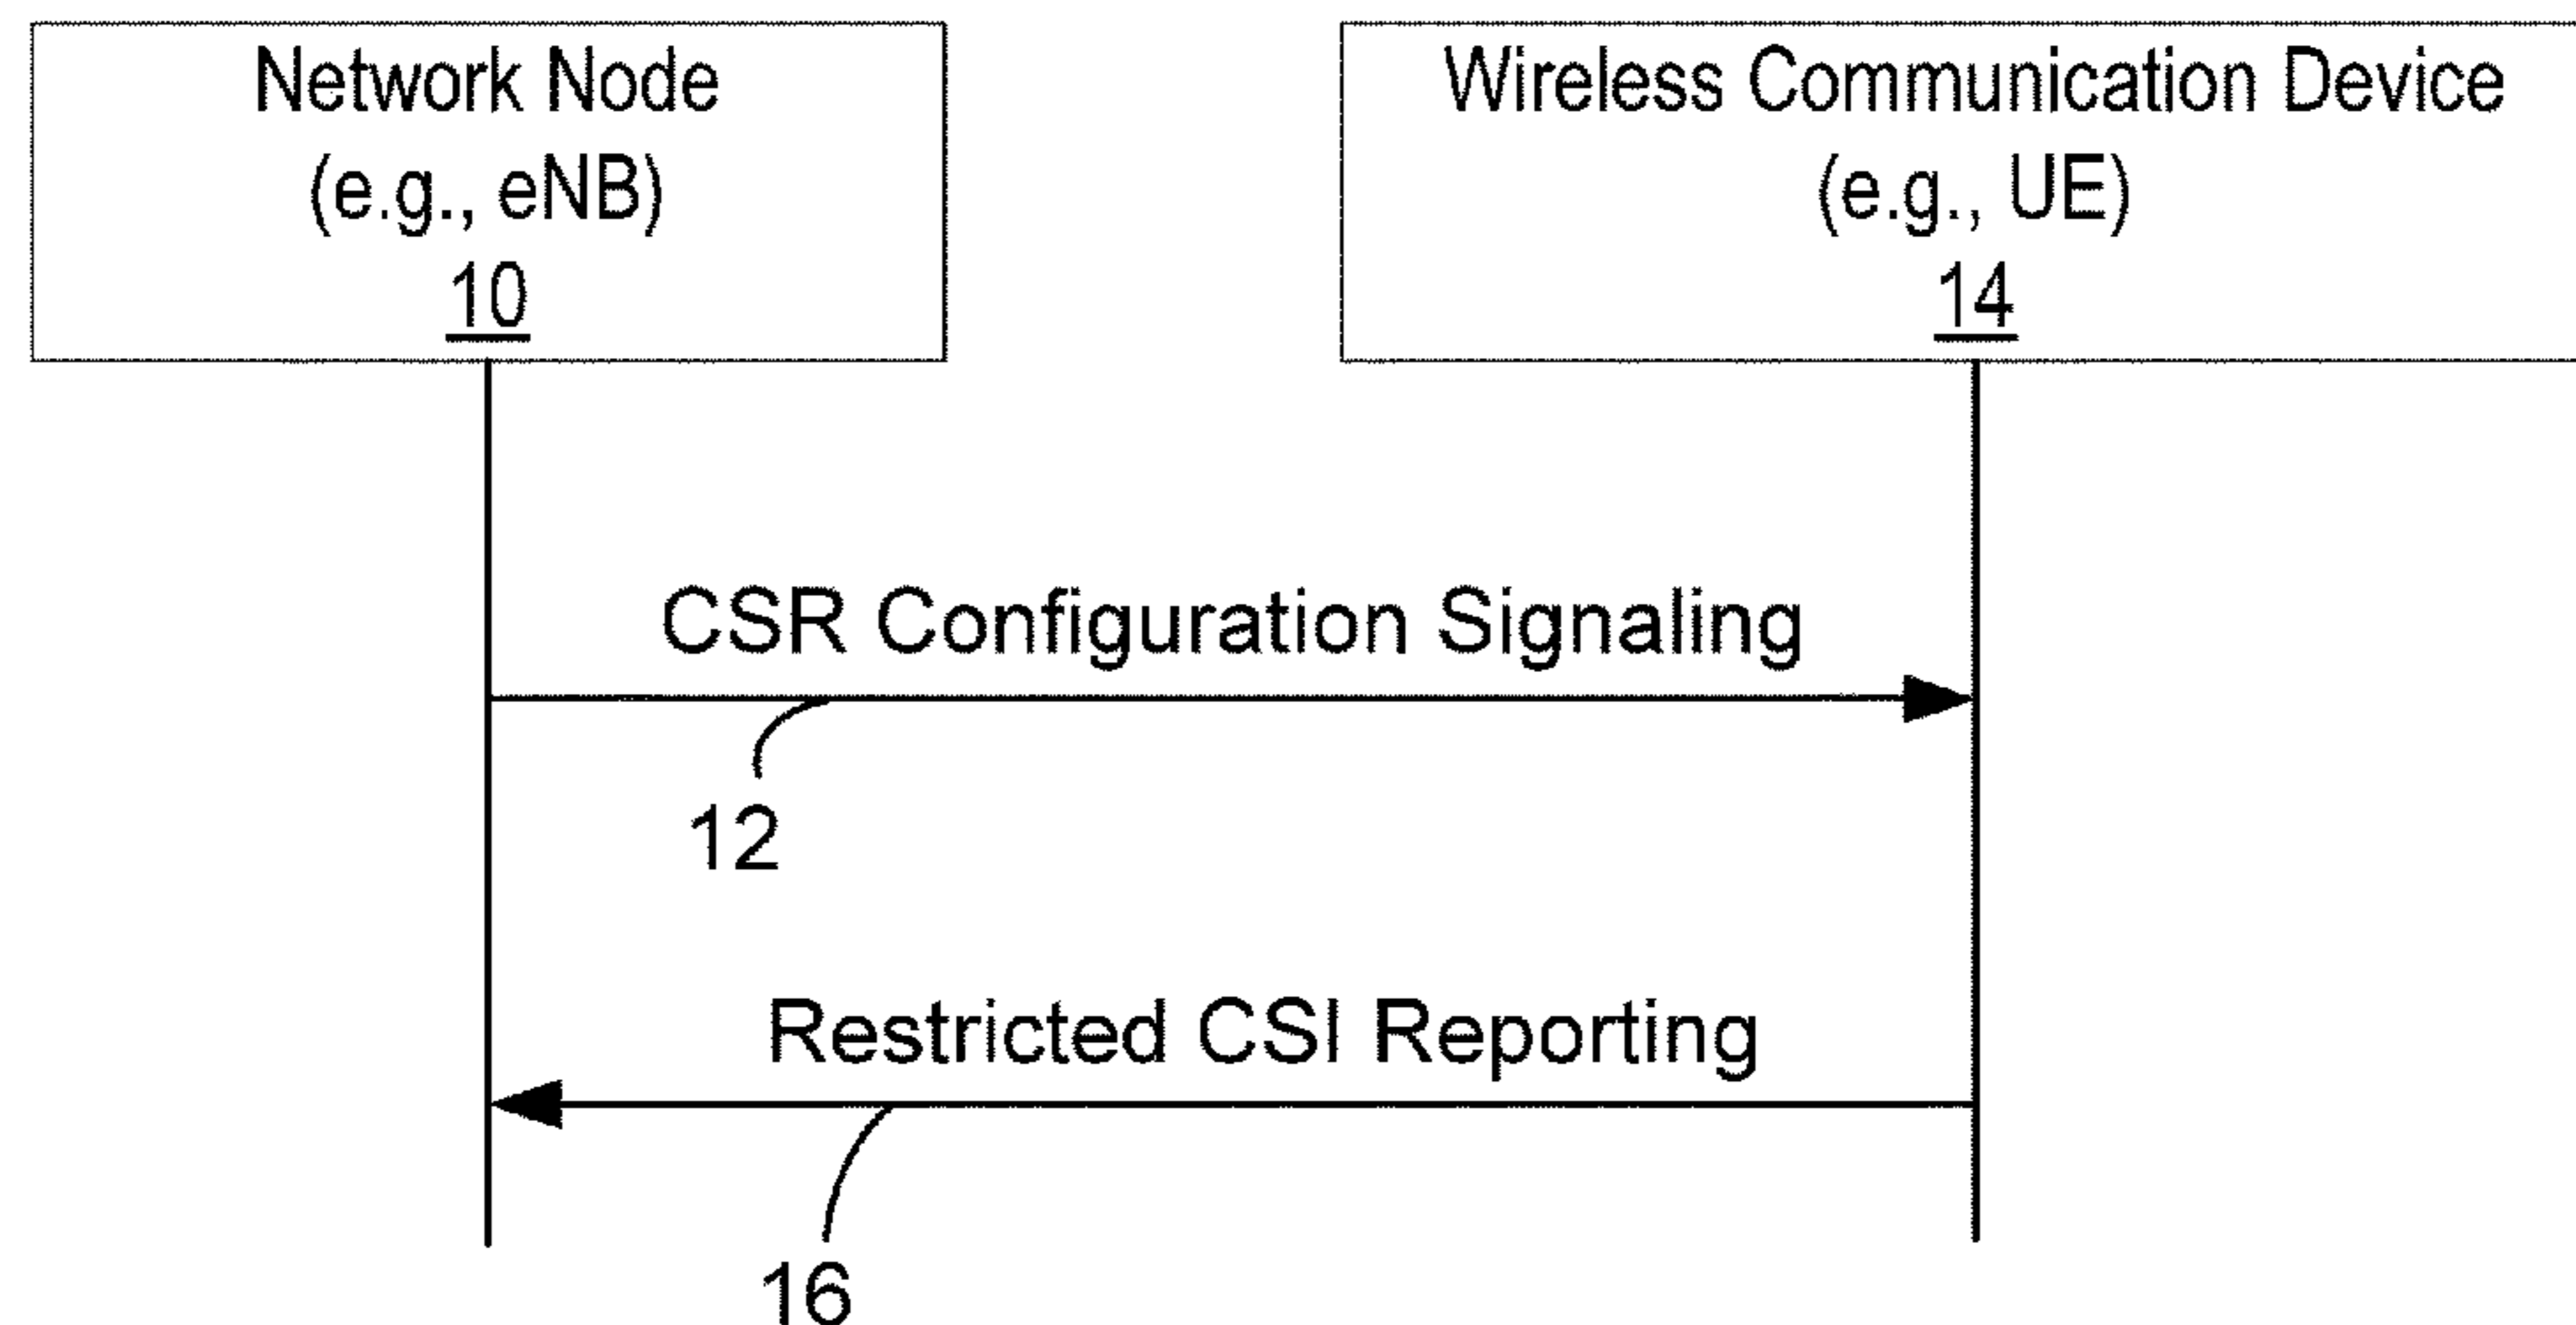 Network Node
(e.g., eNB)
10
Wireless Communication Device
(e.g., UE)
14
CSR Configuration Signaling
12
Restricted CSI Reporting
16